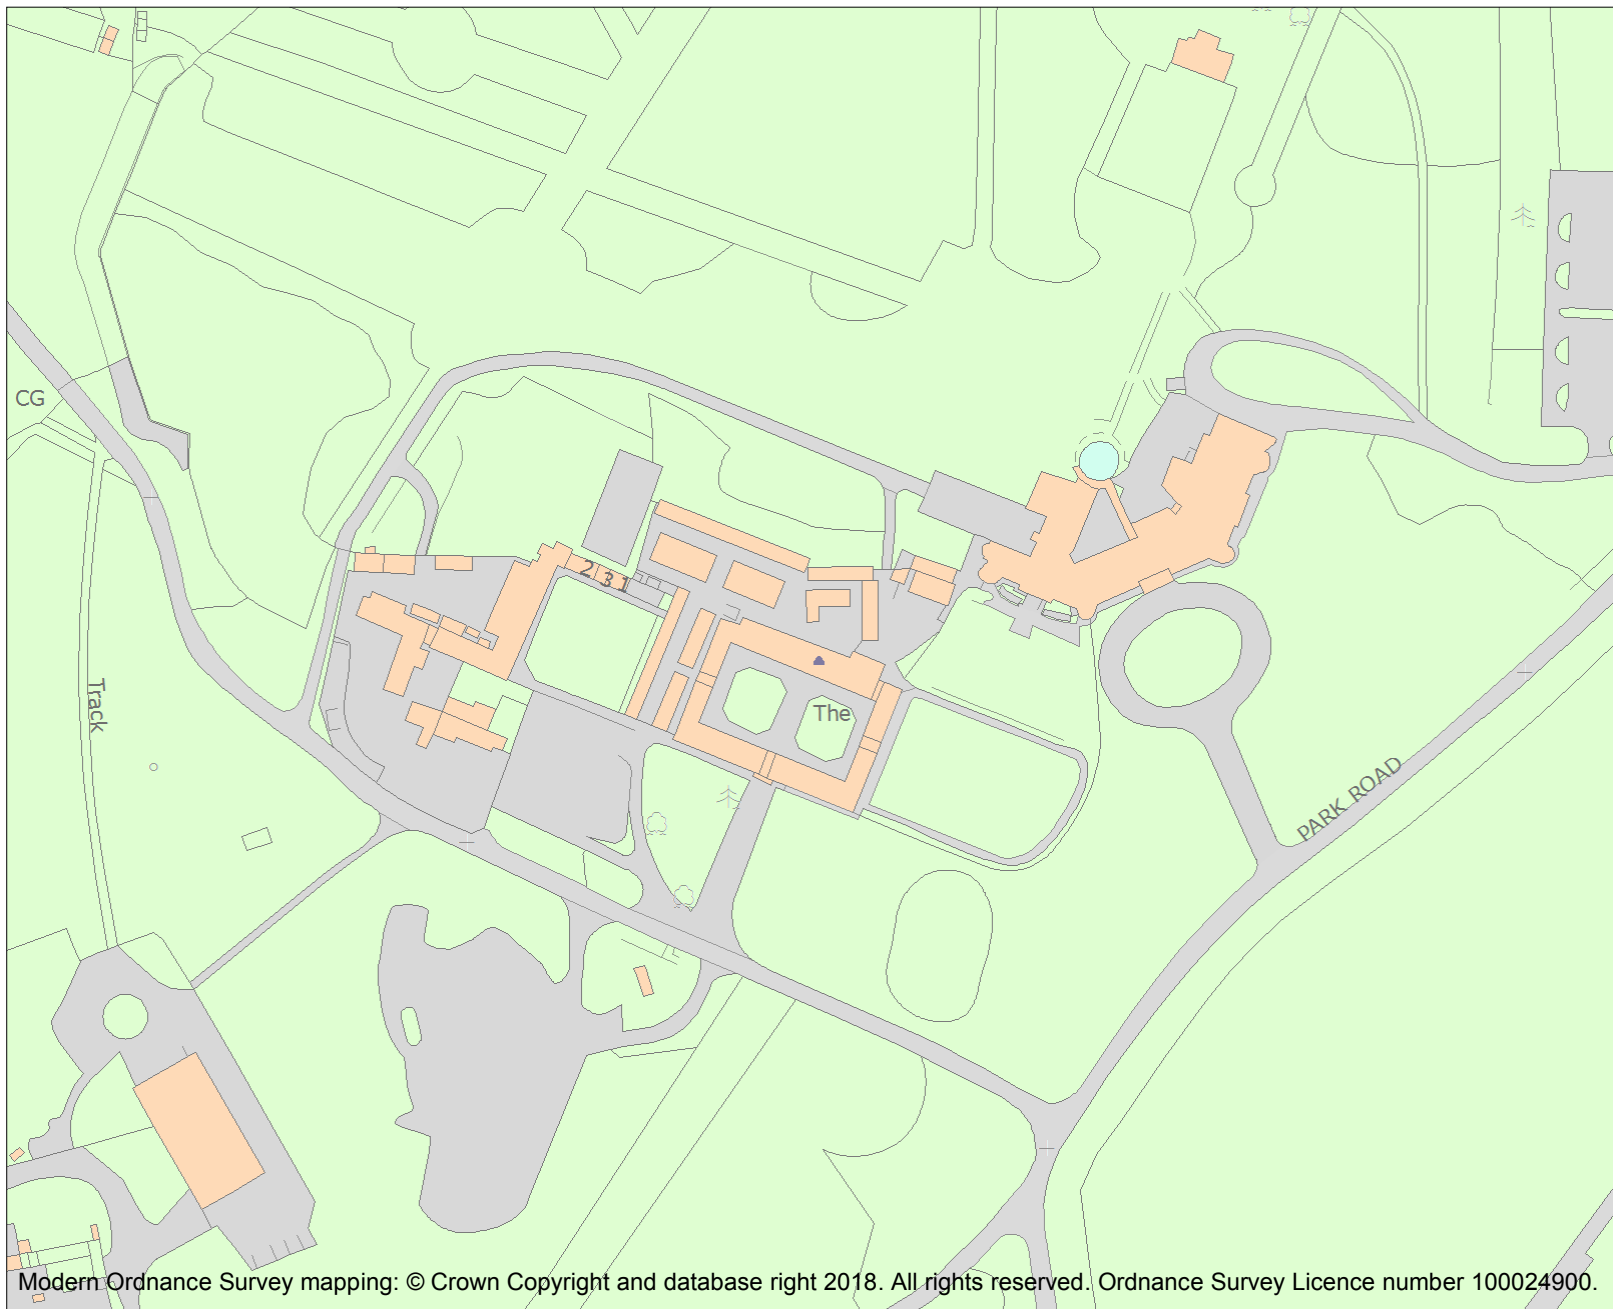 CG
2 3 1
Track
The
PARK ROAD
Modern Ordnance Survey mapping: © Crown Copyright and database right 2018. All rights reserved. Ordnance Survey Licence number 100024900.